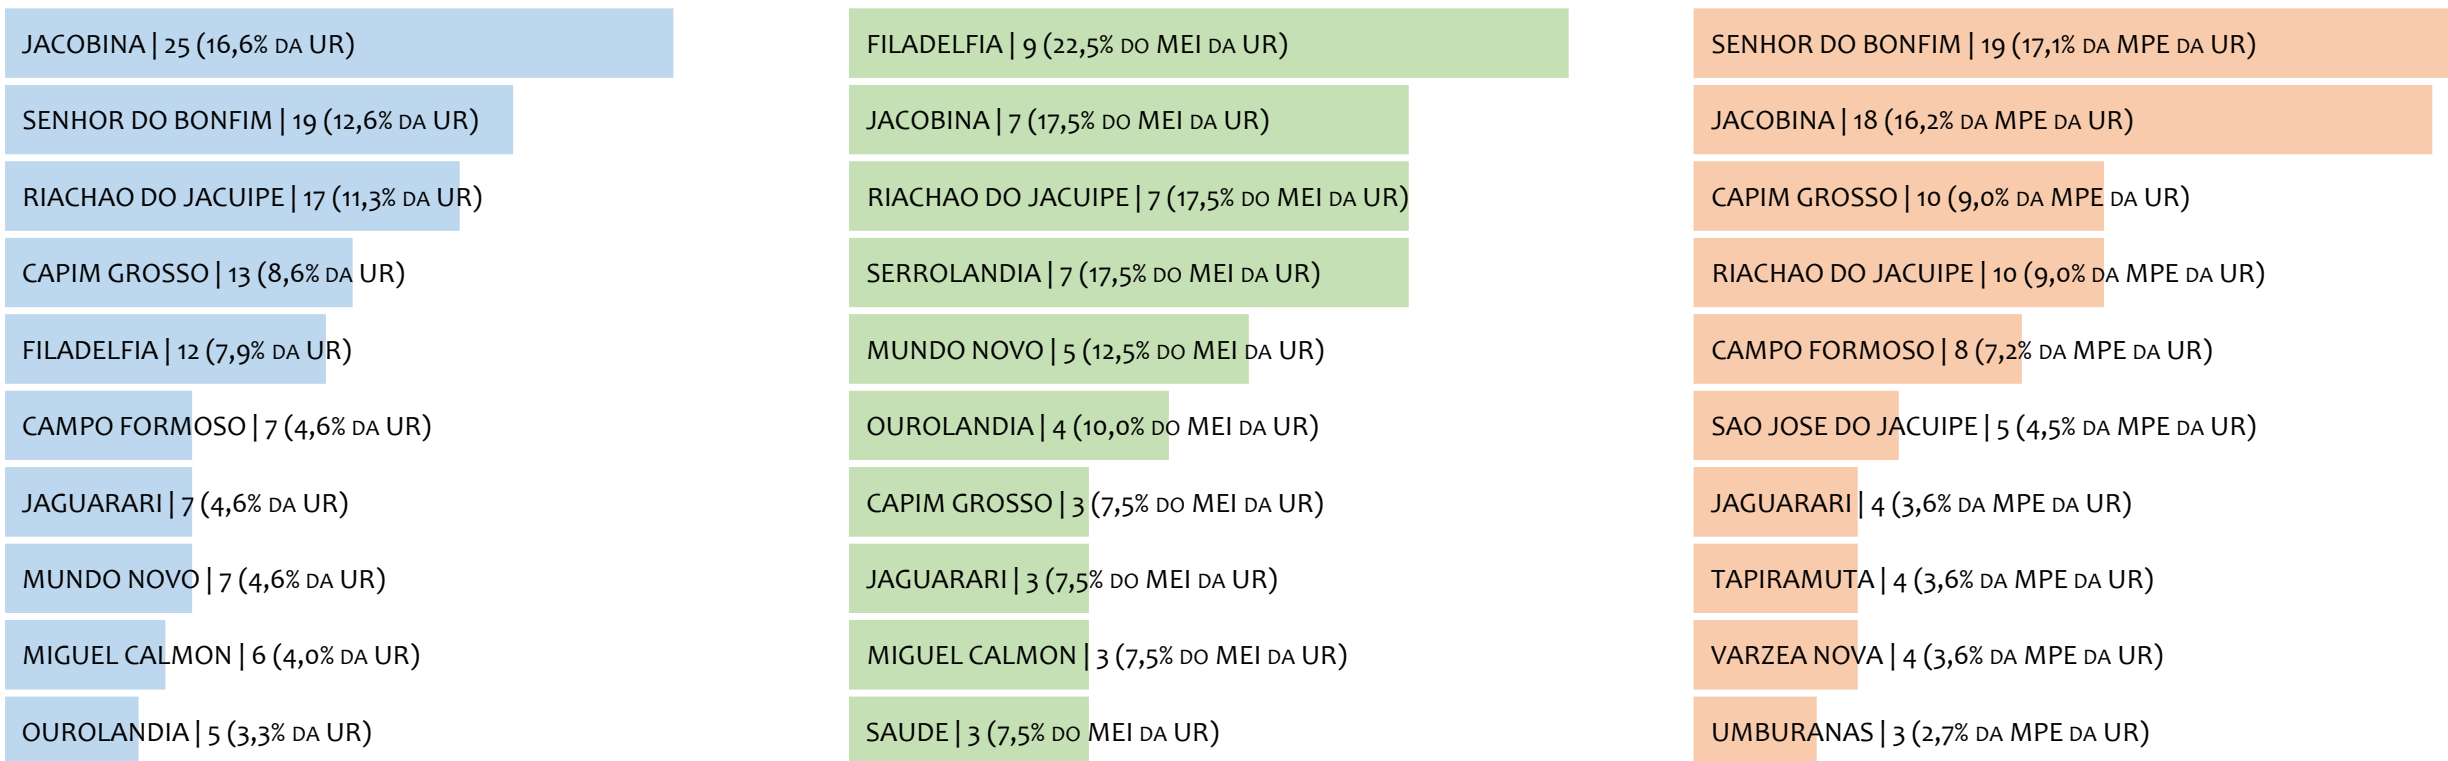 JACOBINA | 25 (16,6% DA UR)
SENHOR DO BONFIM | 19 (12,6% DA UR)
RIACHAO DO JACUIPE | 17 (11,3% DA UR)
CAPIM GROSSO | 13 (8,6% DA UR)
FILADELFIA | 12 (7,9% DA UR)
CAMPO FORMOSO | 7 (4,6% DA UR)
JAGUARARI | 7 (4,6% DA UR)
MUNDO NOVO | 7 (4,6% DA UR)
MIGUEL CALMON | 6 (4,0% DA UR)
OUROLANDIA | 5 (3,3% DA UR)
FILADELFIA | 9 (22,5% DO MEI DA UR)
JACOBINA | 7 (17,5% DO MEI DA UR)
RIACHAO DO JACUIPE | 7 (17,5% DO MEI DA UR)
SERROLANDIA | 7 (17,5% DO MEI DA UR)
MUNDO NOVO | 5 (12,5% DO MEI DA UR)
OUROLANDIA | 4 (10,0% DO MEI DA UR)
CAPIM GROSSO | 3 (7,5% DO MEI DA UR)
JAGUARARI | 3 (7,5% DO MEI DA UR)
MIGUEL CALMON | 3 (7,5% DO MEI DA UR)
SAUDE | 3 (7,5% DO MEI DA UR)
SENHOR DO BONFIM | 19 (17,1% DA MPE DA UR)
JACOBINA | 18 (16,2% DA MPE DA UR)
CAPIM GROSSO | 10 (9,0% DA MPE DA UR)
RIACHAO DO JACUIPE | 10 (9,0% DA MPE DA UR)
CAMPO FORMOSO | 8 (7,2% DA MPE DA UR)
SAO JOSE DO JACUIPE | 5 (4,5% DA MPE DA UR)
JAGUARARI | 4 (3,6% DA MPE DA UR)
TAPIRAMUTA | 4 (3,6% DA MPE DA UR)
VARZEA NOVA | 4 (3,6% DA MPE DA UR)
UMBURANAS | 3 (2,7% DA MPE DA UR)